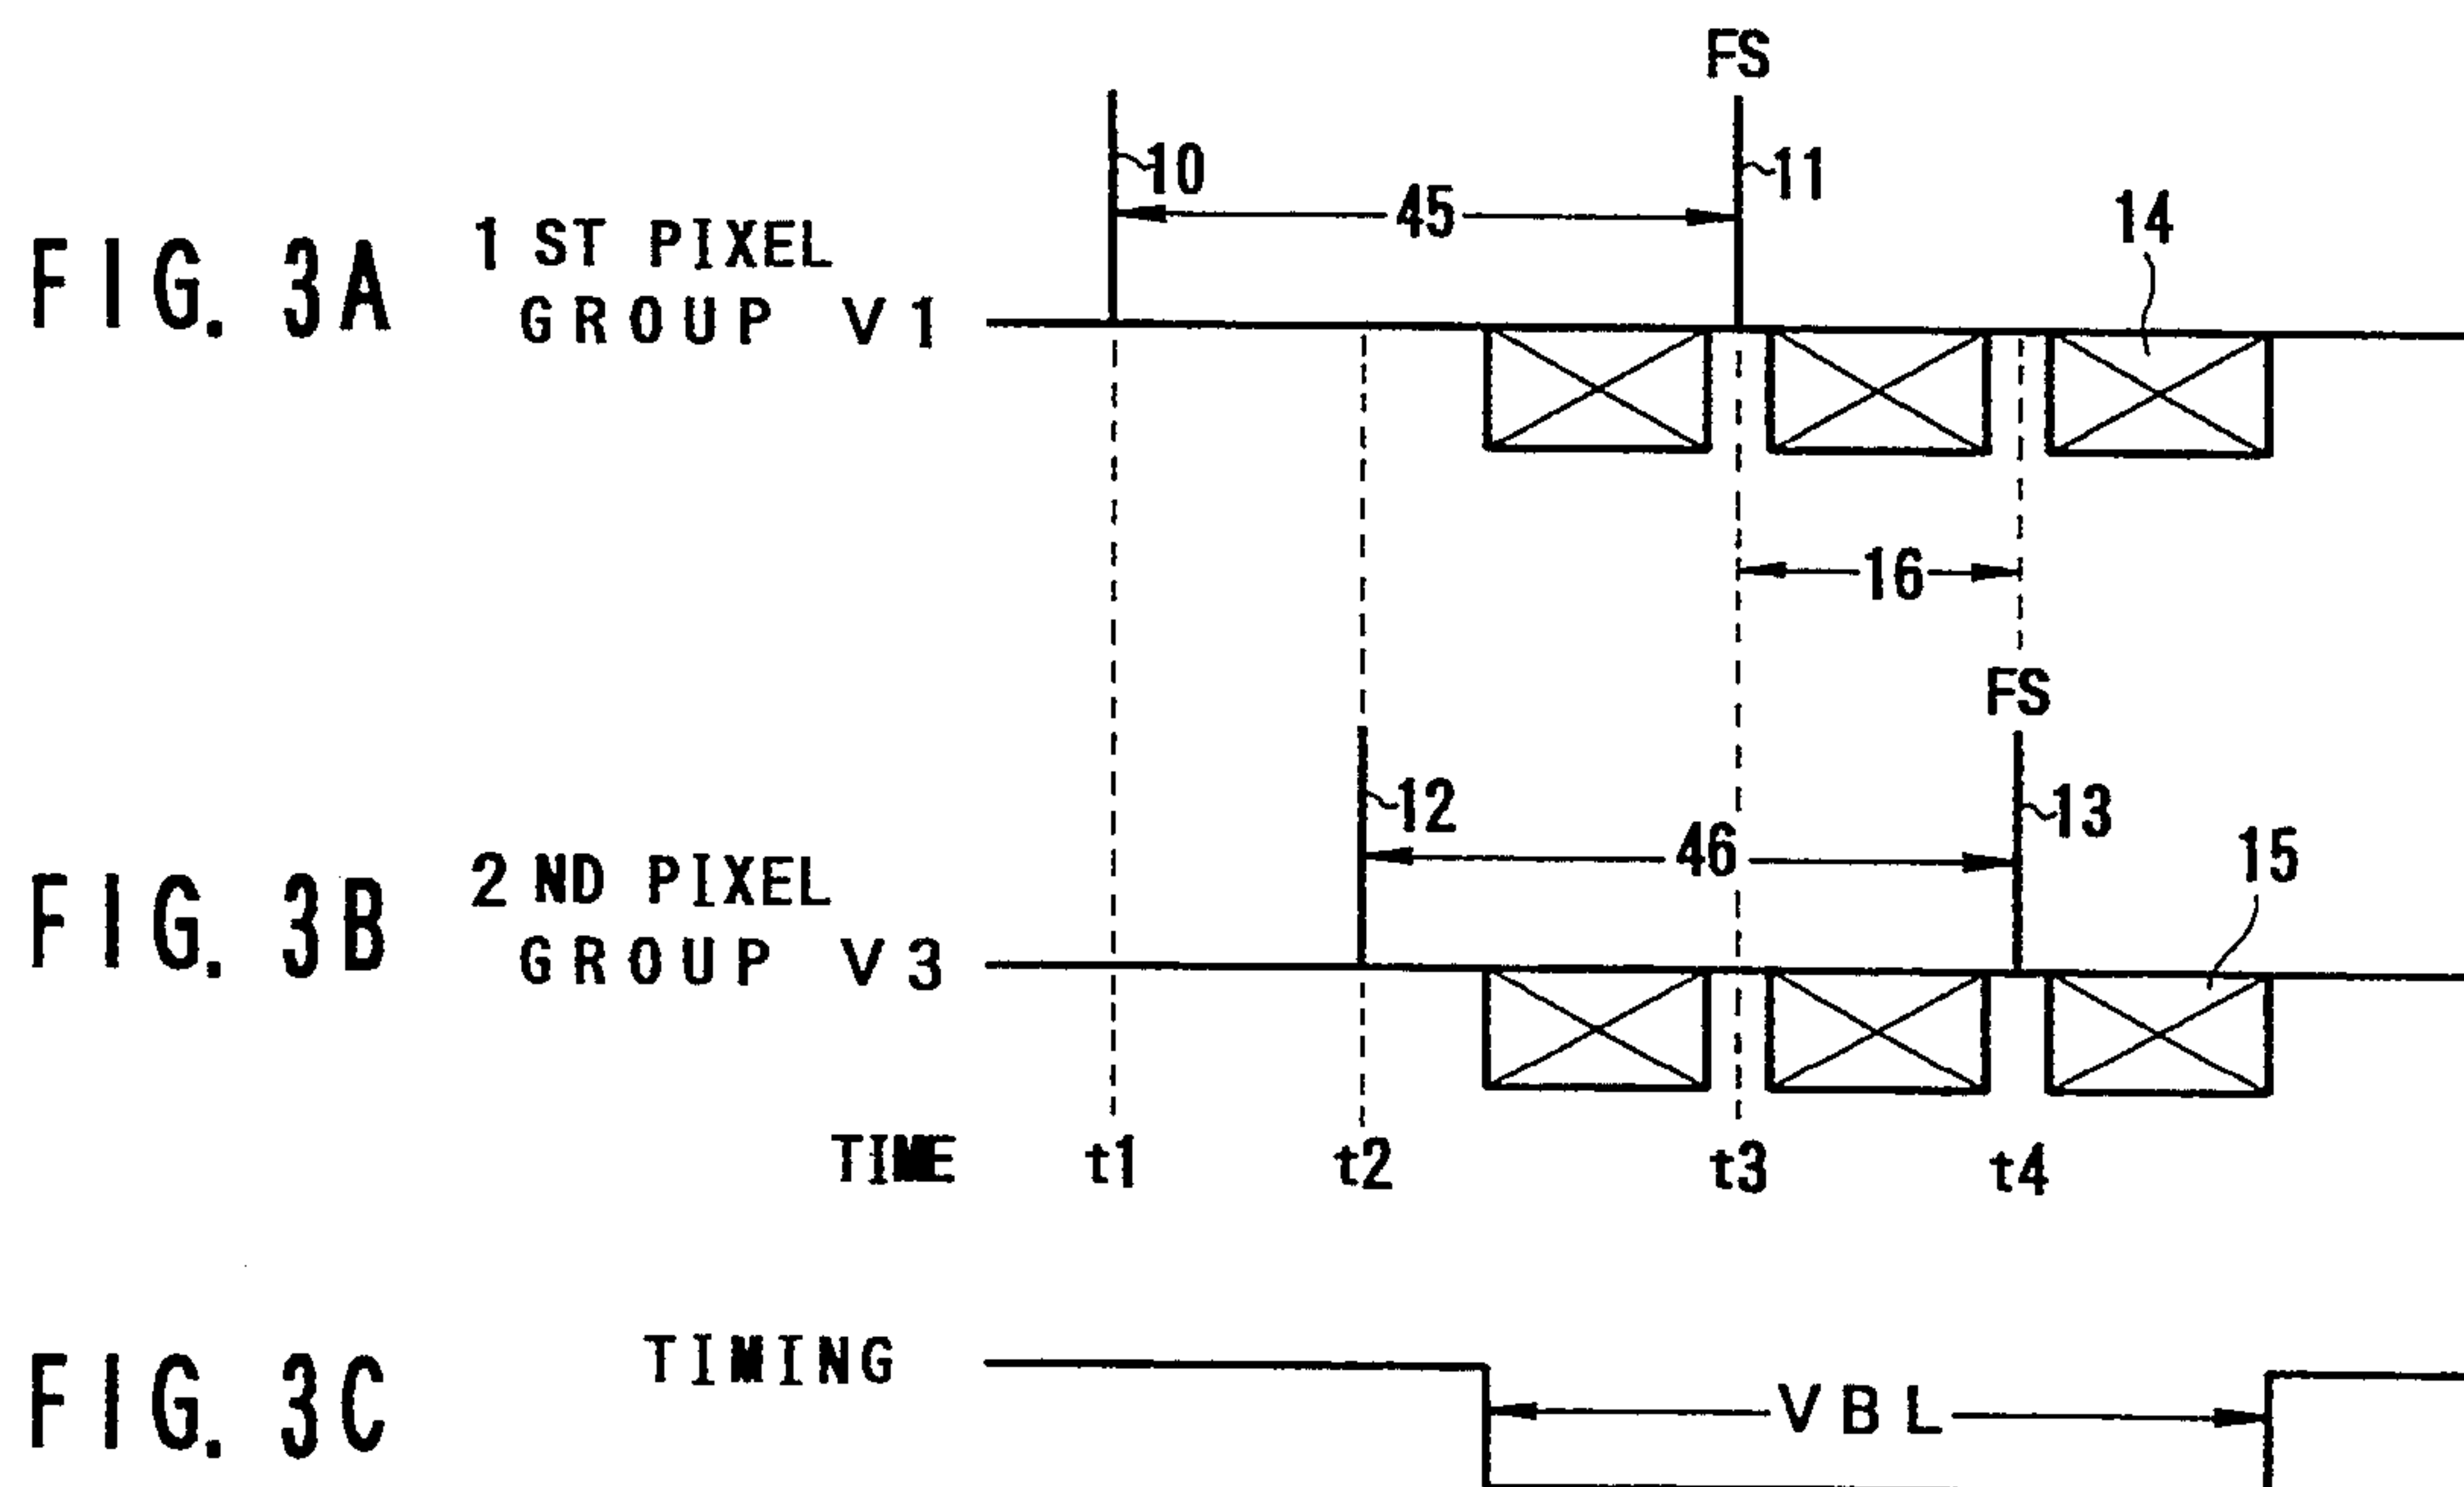 FS
10
11
45
14
FIG. 3A
1 ST PIXEL
GROUP V1
16
FS
12
13
46
15
FIG. 3B
2 ND PIXEL
GROUP V3
TIME t1 t2 t3 t4
FIG. 3C
TIMING
VBL